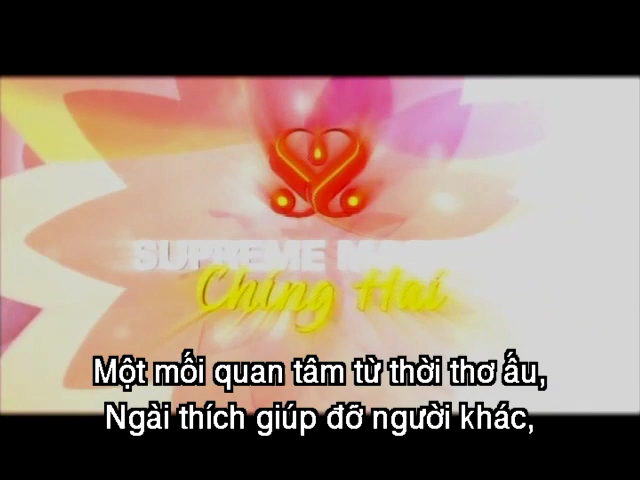 SUPREME
Ching Hai
Một mối quan tâm từ thời thơ ấu,
Ngài thích giúp đỡ người khác,